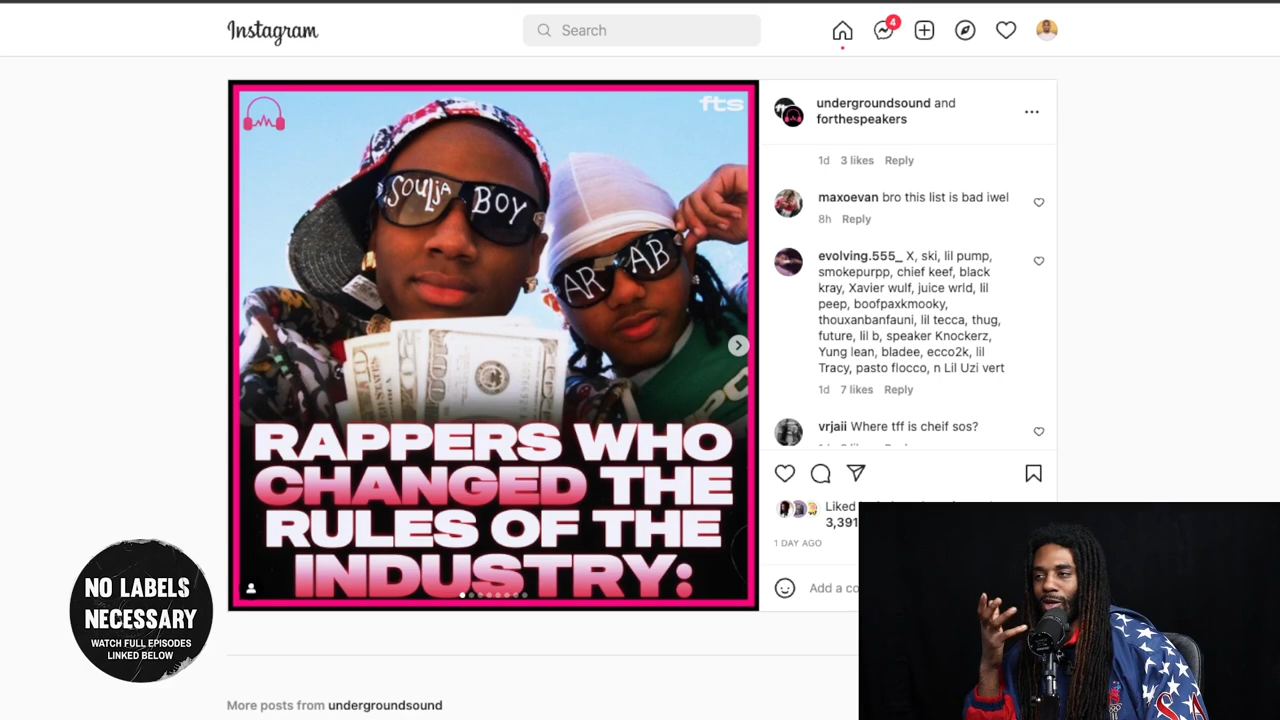 Instagram
Search
4
fts
SOULJA BOY
AR AB
RAPPERS WHO
CHANGED THE
RULES OF THE
INDUSTRY:
undergroundsound and
forthespeakers
1d 3 likes Reply
maxoevan bro this list is bad iwel
8h Reply
evolving.555_ X, ski, lil pump,
smokepurpp, chief keef, black
kray, Xavier wulf, juice wrld, lil
peep, boofpaxkmooky,
thouxanbanfauni, lil tecca, thug,
future, lil b, speaker Knockerz,
Yung lean, bladee, ecco2k, lil
Tracy, pasto flocco, n Lil Uzi vert
1d 7 likes Reply
vrjaii Where tff is cheif sos?
Liked
3,391
1 DAY AGO
Add a co
NO LABELS
NECESSARY
WATCH FULL EPISODES
LINKED BELOW
More posts from undergroundsound